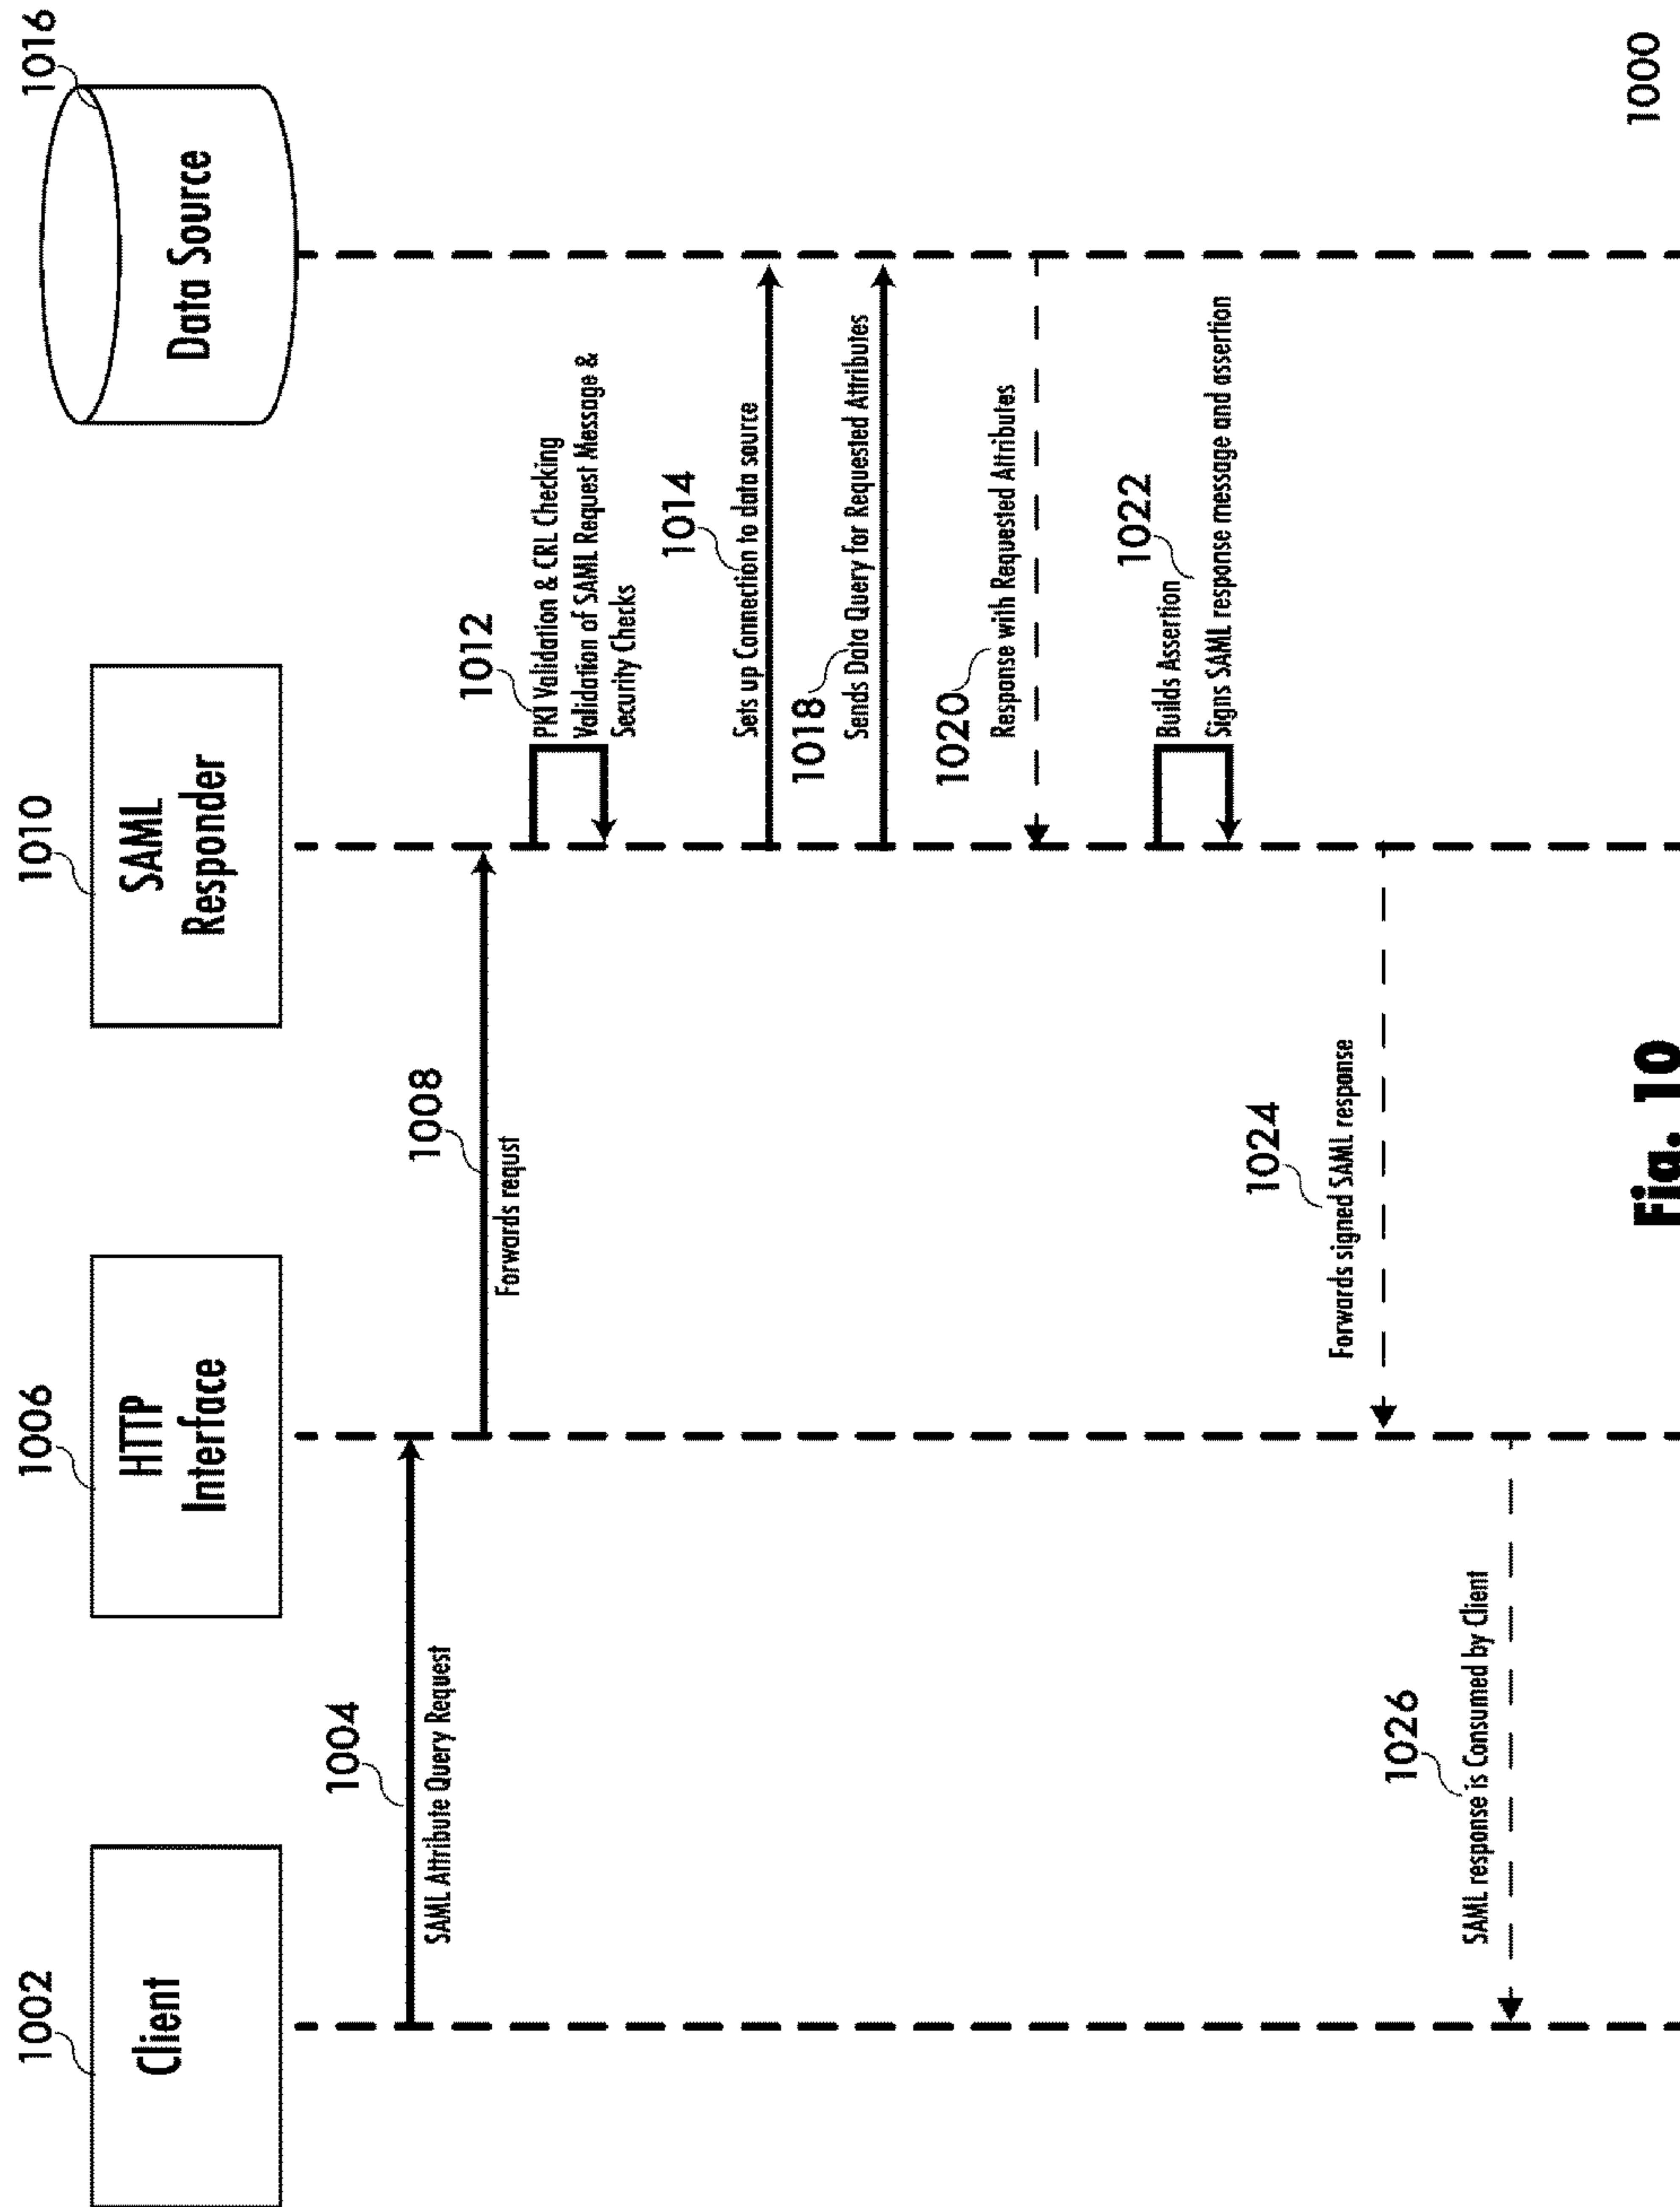 1002
Client
1006
HTTP
Interface
1010
SAML
Responder
1016
Data Source
1004
SAML Attribute Query Request
1008
Forwards requst
1012
PKI Validation & CRL Checking
Validation of SAML Request Message &
Security Checks
1014
Sets up Connection to data source
1018
Sends Data Query for Requested Attributes
1020
Response with Requested Attributes
1022
Builds Assertion
Signs SAML response message and assertion
1024
Forwards signed SAML response
1026
SAML response is Consumed by Client
Fig. 10
1000